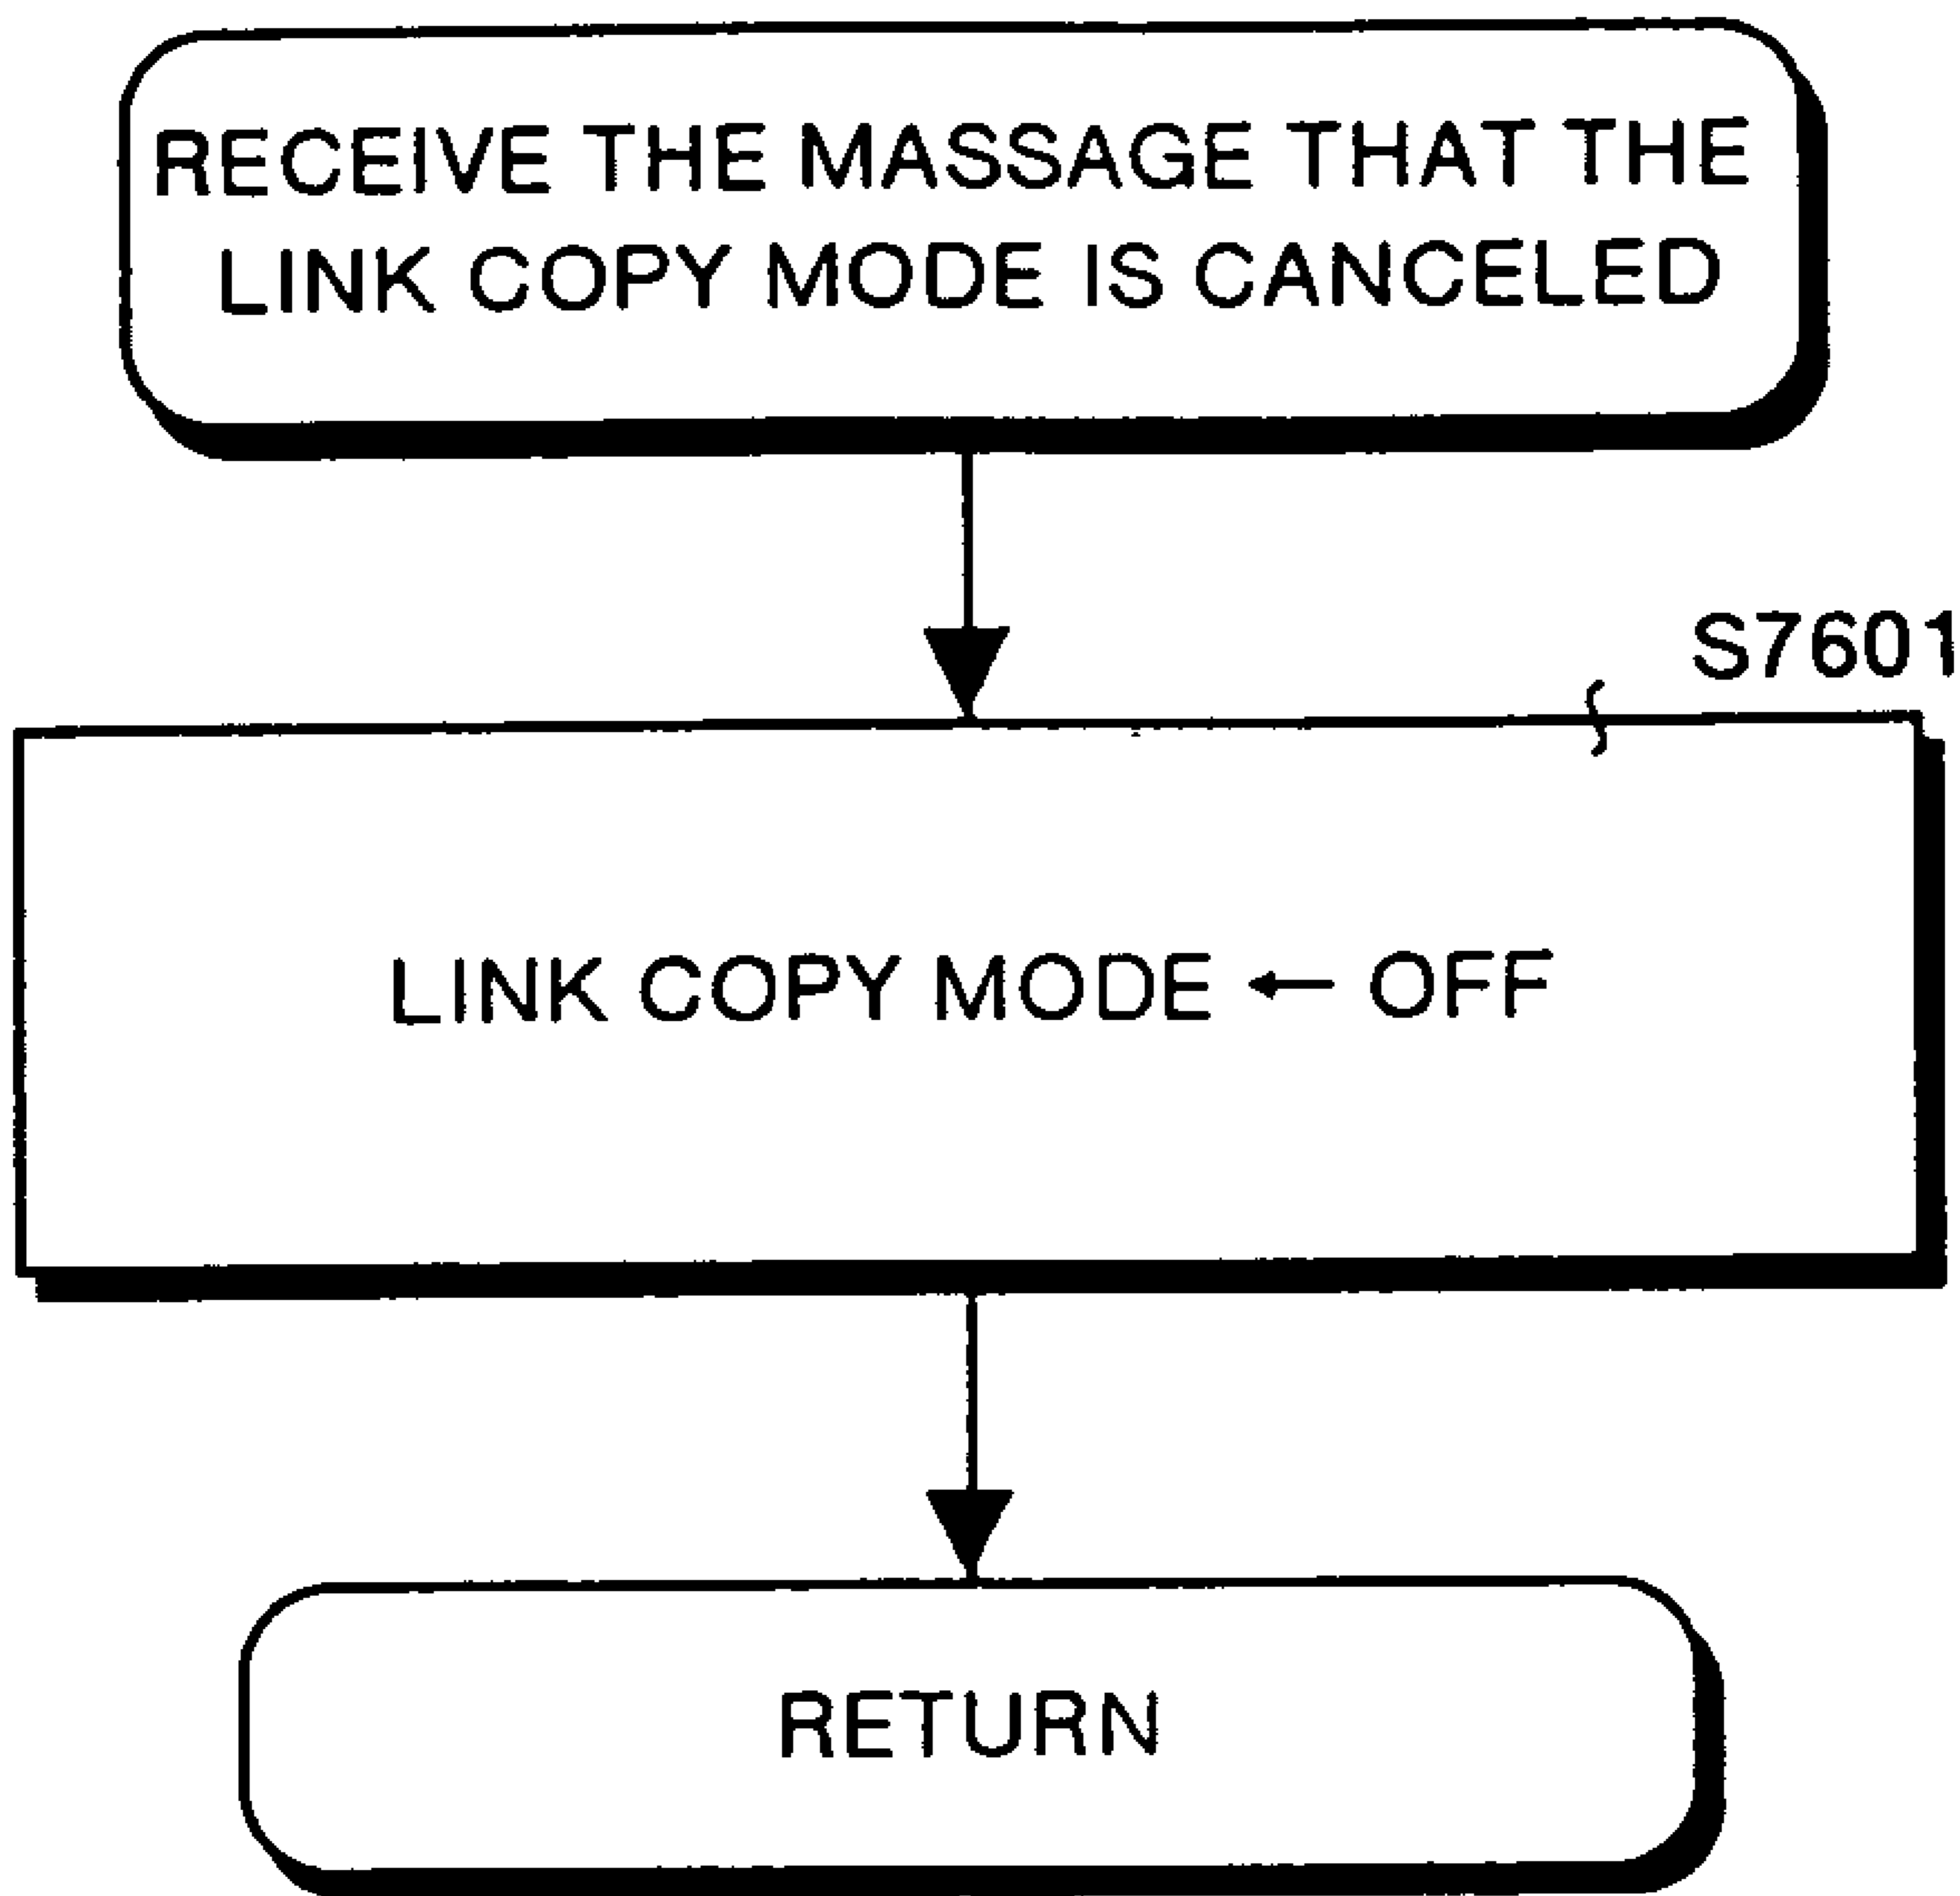 RECEIVE THE MASSAGE THAT THE
LINK COPY MODE IS CANCELED
S7601
LINK COPY MODE ← OFF
RETURN